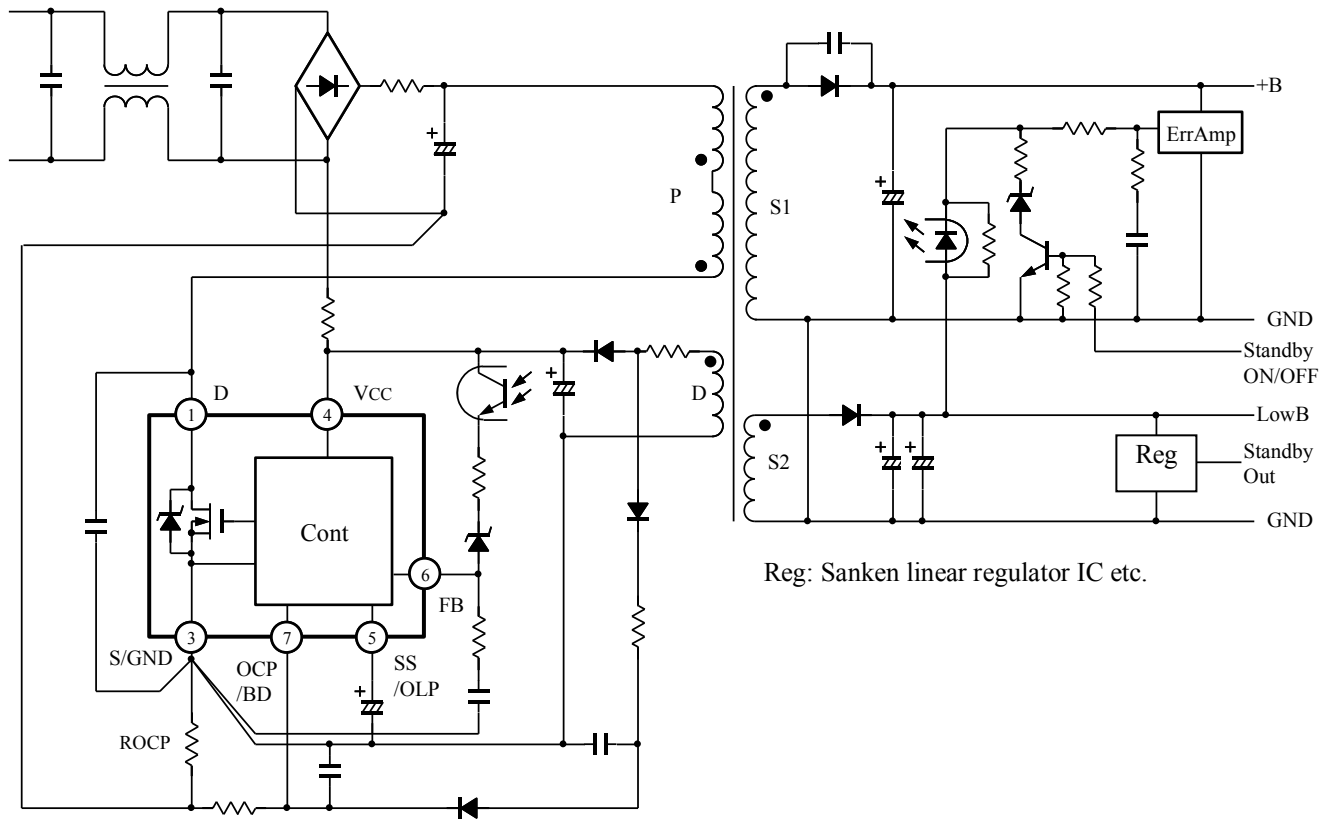 +B
ErrAmp
P
S1
GND
Standby
ON/OFF
D
VCC
D
1
4
LowB
S2
Reg
Standby
Out
Cont
GND
6
FB
Reg: Sanken linear regulator IC etc.
3
7
5
S/GND
OCP
/BD
SS
/OLP
ROCP
+
+
+
+
+
+